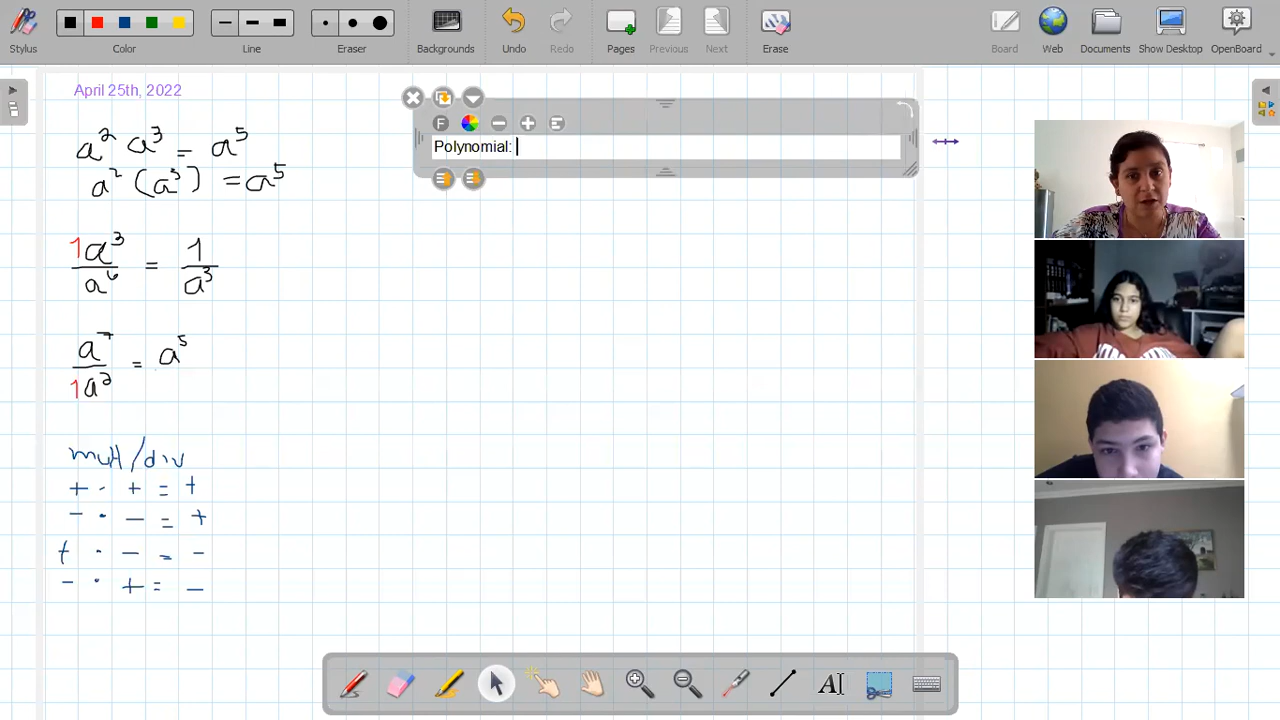 Stylus Color Line Eraser Backgrounds Undo Redo Pages Previous Next Erase Board Web Documents Show Desktop OpenBoard
April 25th, 2022
Polynomial:
a² a³ = a⁵
a² (a³) = a⁵
1a³/a⁶ = 1/a³
a⁷/1a² = a⁵
mult/div
+ · + = +
- · - = +
+ · - = -
- · + = -